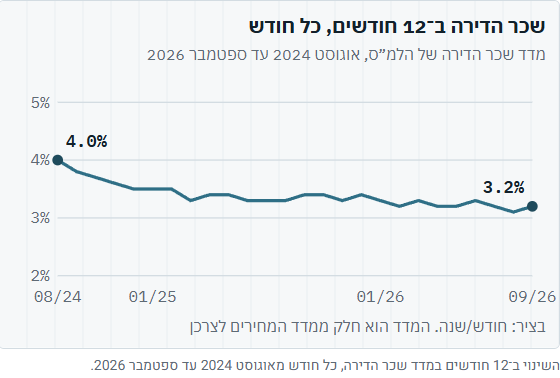 שכר הדירה ב־12 חודשים, כל חודש
מדד שכר הדירה של הלמ״ס, אוגוסט 2024 עד ספטמבר 2026
5%
4.0%
4%
3.2%
3%
2%
08/24 01/25 01/26 09/26
בציר: חודש/שנה. המדד הוא חלק ממדד המחירים לצרכן
השינוי ב־12 חודשים במדד שכר הדירה, כל חודש מאוגוסט 2024 עד ספטמבר 2026.